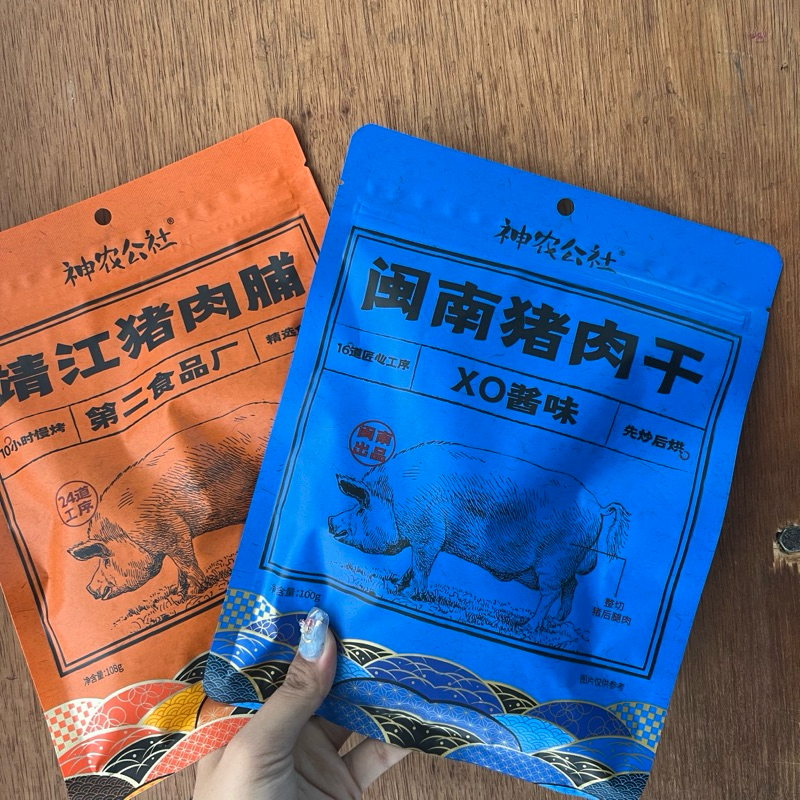 神农公社®
靖江猪肉脯
第二食品厂
精选
10小时慢烤
24道
工序
净含量:108g
神农公社®
闽南猪肉干
16道匠心工序
XO酱味
先炒后烘
闽南
出品
整切
猪后腿肉
净含量:100g
图片仅供参考